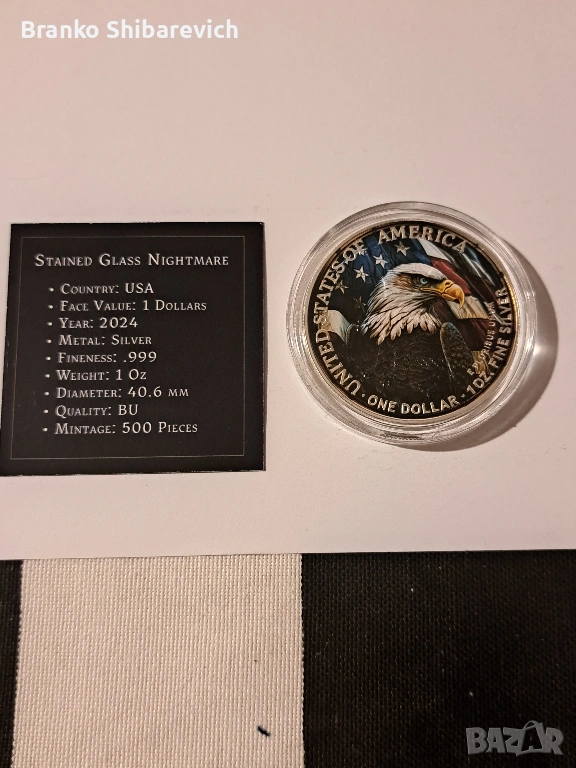 Branko Shibarevich
STAINED GLASS NIGHTMARE
• COUNTRY: USA
• FACE VALUE: 1 DOLLARS
• YEAR: 2024
• METAL: SILVER
• FINENESS: .999
• WEIGHT: 1 OZ
• DIAMETER: 40.6 MM
• QUALITY: BU
• MINTAGE: 500 PIECES
UNITED STATES OF AMERICA
E PLURIBUS UNUM
• ONE DOLLAR • 1 OZ. FINE SILVER
BAZAR